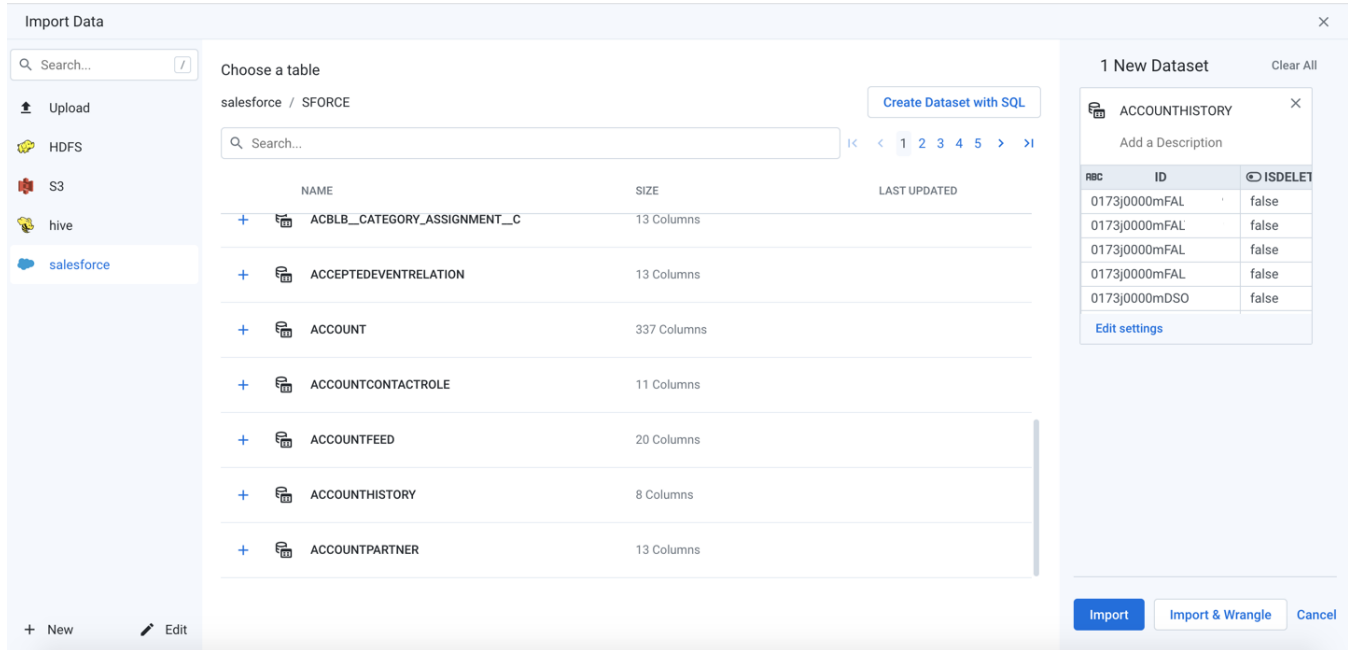 Import Data
Search... /
Upload
HDFS
S3
hive
salesforce
+ New Edit
Choose a table
salesforce / SFORCE
Create Dataset with SQL
Search...
1 2 3 4 5
NAME SIZE LAST UPDATED
ACBLB__CATEGORY_ASSIGNMENT__C 13 Columns
ACCEPTEDEVENTRELATION 13 Columns
ACCOUNT 337 Columns
ACCOUNTCONTACTROLE 11 Columns
ACCOUNTFEED 20 Columns
ACCOUNTHISTORY 8 Columns
ACCOUNTPARTNER 13 Columns
1 New Dataset Clear All
ACCOUNTHISTORY
Add a Description
ABC ID ISDELET
0173j0000mFAL false
0173j0000mFAL false
0173j0000mFAL false
0173j0000mFAL false
0173j0000mDSO false
Edit settings
Import Import & Wrangle Cancel